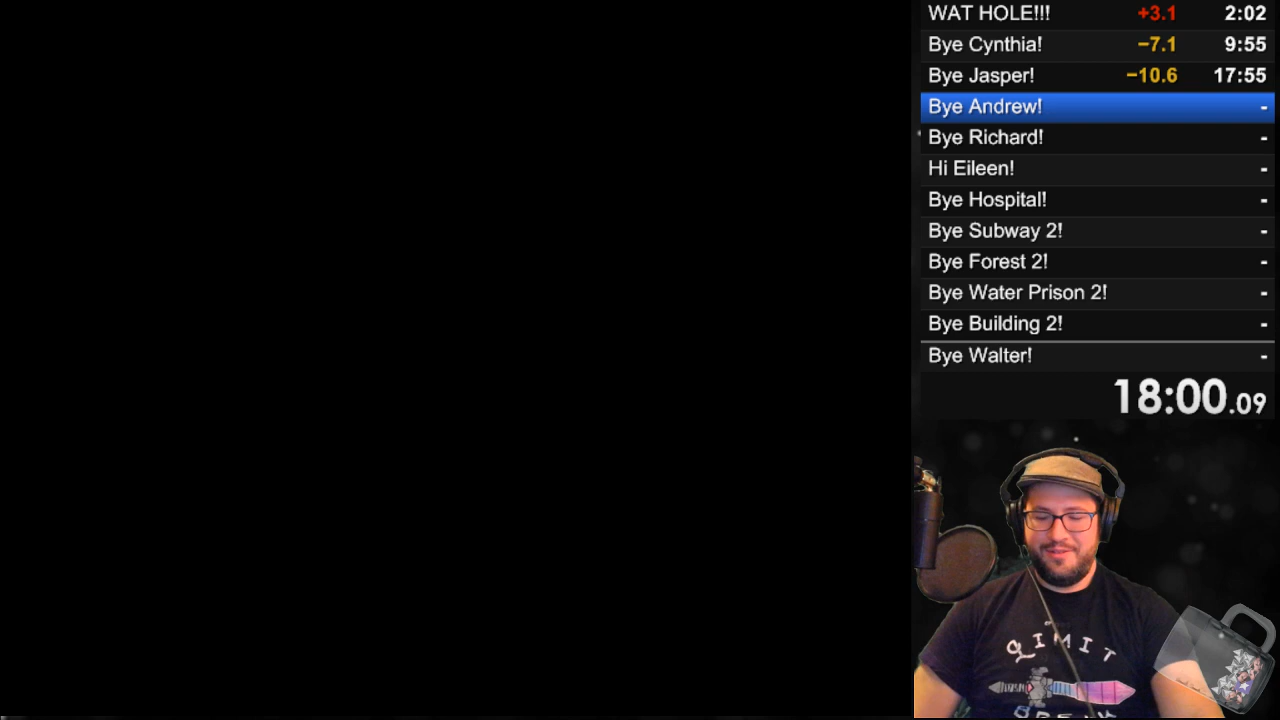 WAT HOLE!!! +3.1 2:02
Bye Cynthia! −7.1 9:55
Bye Jasper! −10.6 17:55
Bye Andrew! -
Bye Richard! -
Hi Eileen! -
Bye Hospital! -
Bye Subway 2! -
Bye Forest 2! -
Bye Water Prison 2! -
Bye Building 2! -
Bye Walter! -
18:00.09
LIMIT